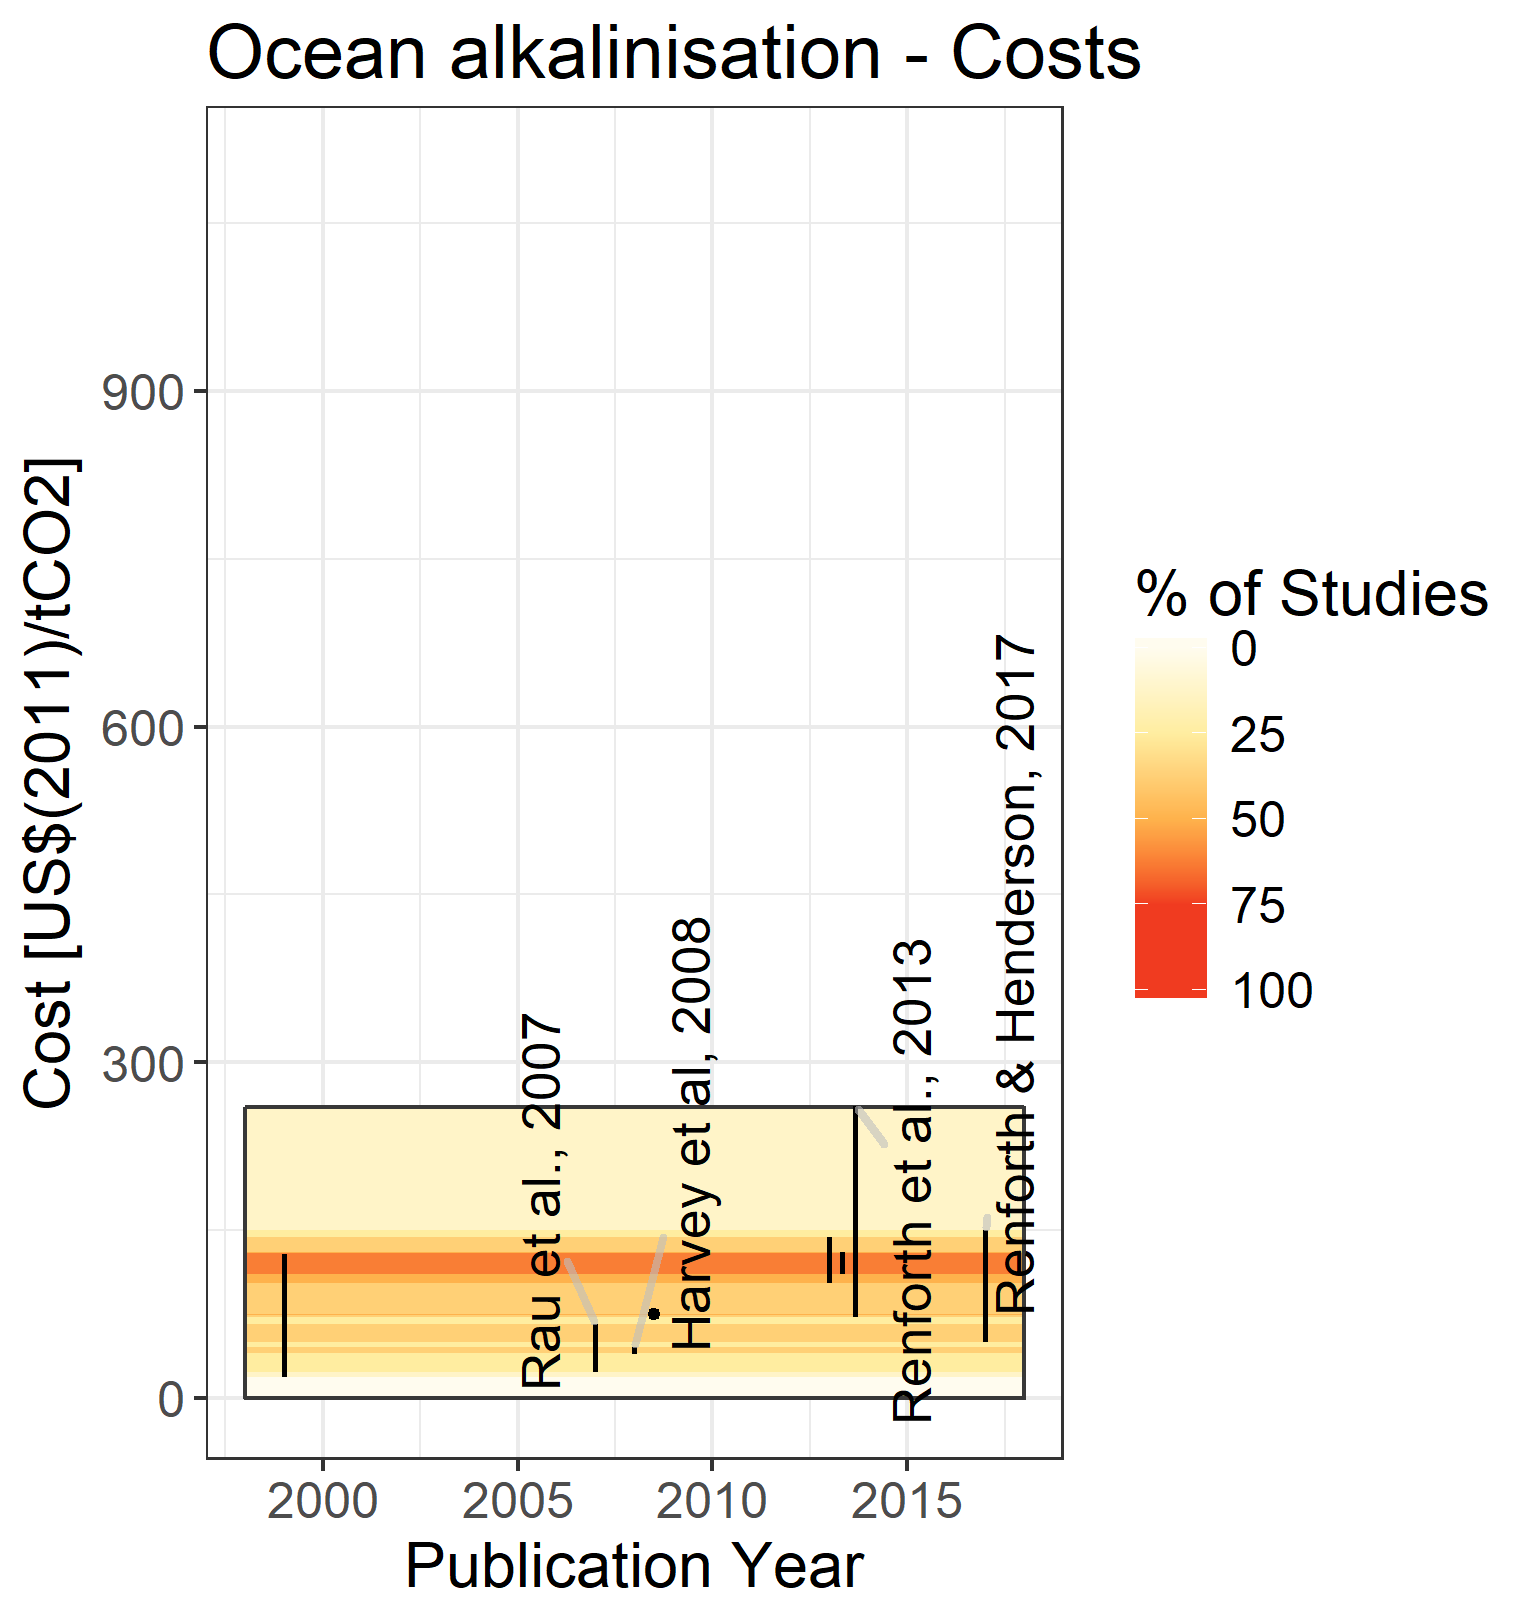 Ocean alkalinisation - Costs
Cost [US$(2011)/tCO2]
900
600
300
0
Rau et al., 2007
Harvey et al, 2008
Renforth et al., 2013
Renforth & Henderson, 2017
2000
2005
2010
2015
Publication Year
% of Studies
0
25
50
75
100